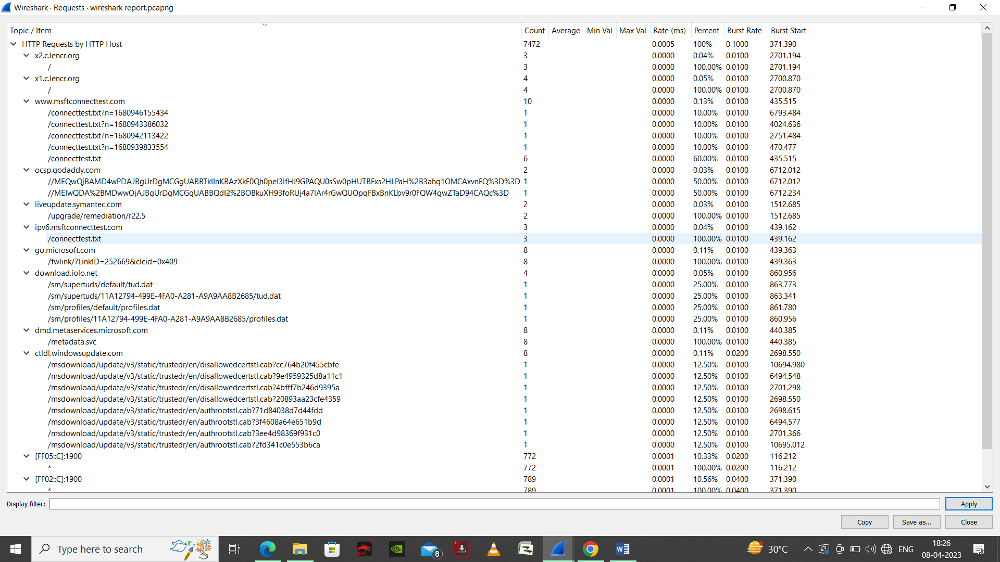 Wireshark · Requests · wireshark report.pcapng
Topic / Item Count Average Min Val Max Val Rate (ms) Percent Burst Rate Burst Start
HTTP Requests by HTTP Host 7472 0.0005 100% 0.1000 371.390
x2.c.lencr.org 3 0.0000 0.04% 0.0100 2701.194
/ 3 0.0000 100.00% 0.0100 2701.194
x1.c.lencr.org 4 0.0000 0.05% 0.0100 2700.870
/ 4 0.0000 100.00% 0.0100 2700.870
www.msftconnecttest.com 10 0.0000 0.13% 0.0100 435.515
/connecttest.txt?n=1680946155434 1 0.0000 10.00% 0.0100 6793.484
/connecttest.txt?n=1680943386032 1 0.0000 10.00% 0.0100 4024.636
/connecttest.txt?n=1680942113422 1 0.0000 10.00% 0.0100 2751.484
/connecttest.txt?n=1680939833554 1 0.0000 10.00% 0.0100 470.477
/connecttest.txt 6 0.0000 60.00% 0.0100 435.515
ocsp.godaddy.com 2 0.0000 0.03% 0.0100 6712.012
//MEQwQjBAMD4wPDAJBgUrDgMCGgUABBTkIInKBAzXkF0Qh0pel3lfHJ9GPAQU0sSw0pHUTBFxs2HLPaH%2B3ahq1OMCAxvnFQ%3D%3D 1 0.0000 50.00% 0.0100 6712.012
//MEIwQDA%2BMDwwOjAJBgUrDgMCGgUABBQdI2%2BOBkuXH93foRUj4a7lAr4rGwQUOpqFBxBnKLbv9r0FQW4gwZTaD94CAQc%3D 1 0.0000 50.00% 0.0100 6712.234
liveupdate.symantec.com 2 0.0000 0.03% 0.0100 1512.685
/upgrade/remediation/r22.5 2 0.0000 100.00% 0.0100 1512.685
ipv6.msftconnecttest.com 3 0.0000 0.04% 0.0100 439.162
/connecttest.txt 3 0.0000 100.00% 0.0100 439.162
go.microsoft.com 8 0.0000 0.11% 0.0100 439.363
/fwlink/?LinkID=252669&clcid=0x409 8 0.0000 100.00% 0.0100 439.363
download.iolo.net 4 0.0000 0.05% 0.0100 860.956
/sm/supertuds/default/tud.dat 1 0.0000 25.00% 0.0100 863.773
/sm/supertuds/11A12794-499E-4FA0-A281-A9A9AA8B2685/tud.dat 1 0.0000 25.00% 0.0100 863.341
/sm/profiles/default/profiles.dat 1 0.0000 25.00% 0.0100 861.780
/sm/profiles/11A12794-499E-4FA0-A281-A9A9AA8B2685/profiles.dat 1 0.0000 25.00% 0.0100 860.956
dmd.metaservices.microsoft.com 8 0.0000 0.11% 0.0100 440.385
/metadata.svc 8 0.0000 100.00% 0.0100 440.385
ctldl.windowsupdate.com 8 0.0000 0.11% 0.0200 2698.550
/msdownload/update/v3/static/trustedr/en/disallowedcertstl.cab?cc764b20f455cbfe 1 0.0000 12.50% 0.0100 10694.980
/msdownload/update/v3/static/trustedr/en/disallowedcertstl.cab?9e4959325d8a11c1 1 0.0000 12.50% 0.0100 6494.548
/msdownload/update/v3/static/trustedr/en/disallowedcertstl.cab?4bfff7b246d9395a 1 0.0000 12.50% 0.0100 2701.298
/msdownload/update/v3/static/trustedr/en/disallowedcertstl.cab?20893aa23cfe4359 1 0.0000 12.50% 0.0100 2698.550
/msdownload/update/v3/static/trustedr/en/authrootstl.cab?71d84038d7d44fdd 1 0.0000 12.50% 0.0100 2698.615
/msdownload/update/v3/static/trustedr/en/authrootstl.cab?3f4608a64e651b9d 1 0.0000 12.50% 0.0100 6494.577
/msdownload/update/v3/static/trustedr/en/authrootstl.cab?3ee4d98369f931c0 1 0.0000 12.50% 0.0100 2701.366
/msdownload/update/v3/static/trustedr/en/authrootstl.cab?2fd341c0e553b6ca 1 0.0000 12.50% 0.0100 10695.012
[FF05::C]:1900 772 0.0001 10.33% 0.0200 116.212
* 772 0.0001 100.00% 0.0200 116.212
[FF02::C]:1900 789 0.0001 10.56% 0.0400 371.390
* 789 0.0001 100.00% 0.0400 371.390
Display filter: Apply
Copy Save as... Close
Type here to search 8 30°C ENG 18:26
08-04-2023